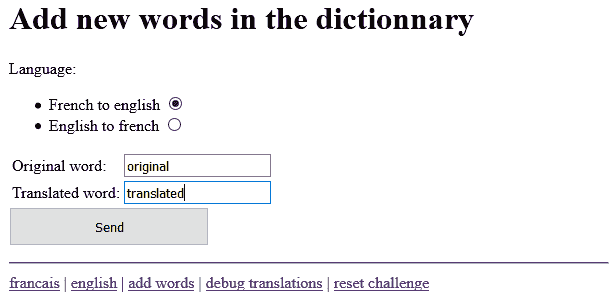 Add new words in the dictionnary
Language:
French to english
English to french
Original word: original
Translated word: translated
Send
francais | english | add words | debug translations | reset challenge